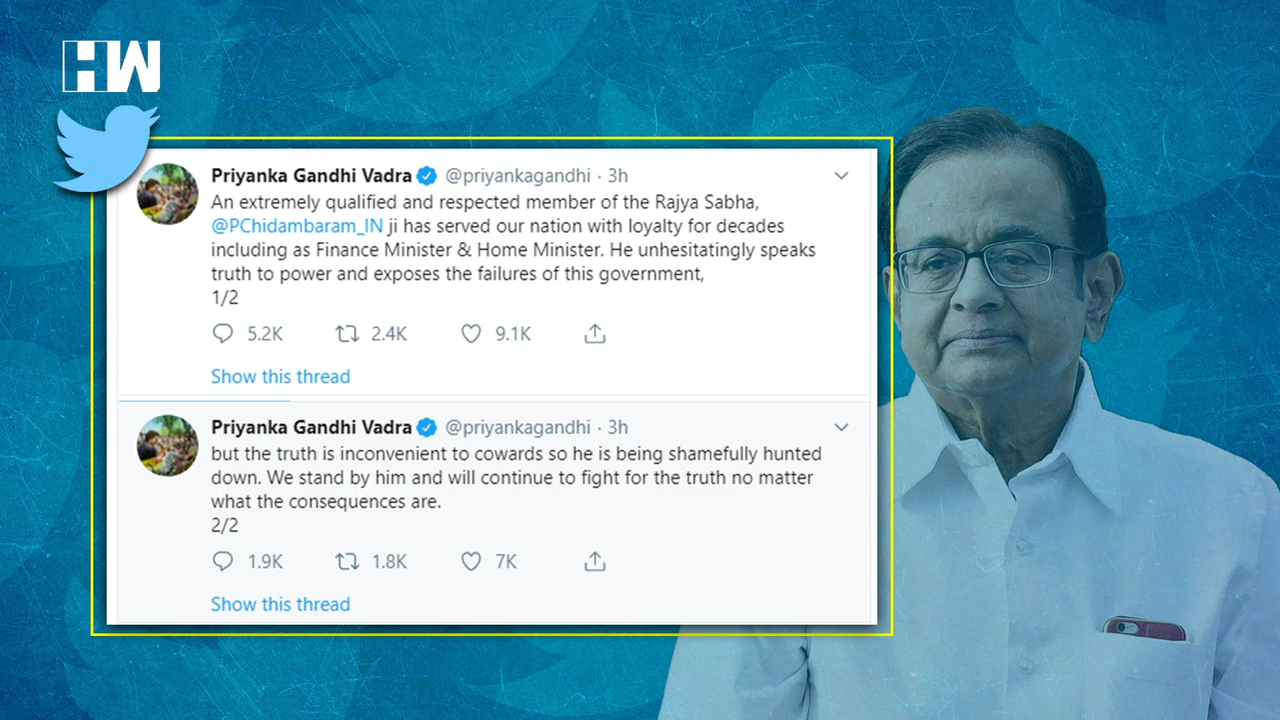 HW
Priyanka Gandhi Vadra @priyankagandhi · 3h
An extremely qualified and respected member of the Rajya Sabha,
@PChidambaram_IN ji has served our nation with loyalty for decades
including as Finance Minister & Home Minister. He unhesitatingly speaks
truth to power and exposes the failures of this government,
1/2
5.2K 2.4K 9.1K
Show this thread
Priyanka Gandhi Vadra @priyankagandhi · 3h
but the truth is inconvenient to cowards so he is being shamefully hunted
down. We stand by him and will continue to fight for the truth no matter
what the consequences are.
2/2
1.9K 1.8K 7K
Show this thread